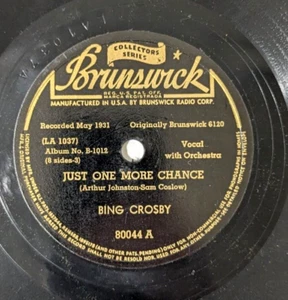 COLLECTORS
SERIES
Brunswick
REG. U.S. PAT. OFF.
MARCA REGISTRADA
MANUFACTURED IN U.S.A. BY BRUNSWICK RADIO CORP.
Recorded May 1931 Originally Brunswick 6120
(LA 1037) Vocal
Album No. B-1012 with Orchestra
(8 sides-3)
JUST ONE MORE CHANCE
(Arthur Johnston-Sam Coslow)
BING CROSBY
80044 A